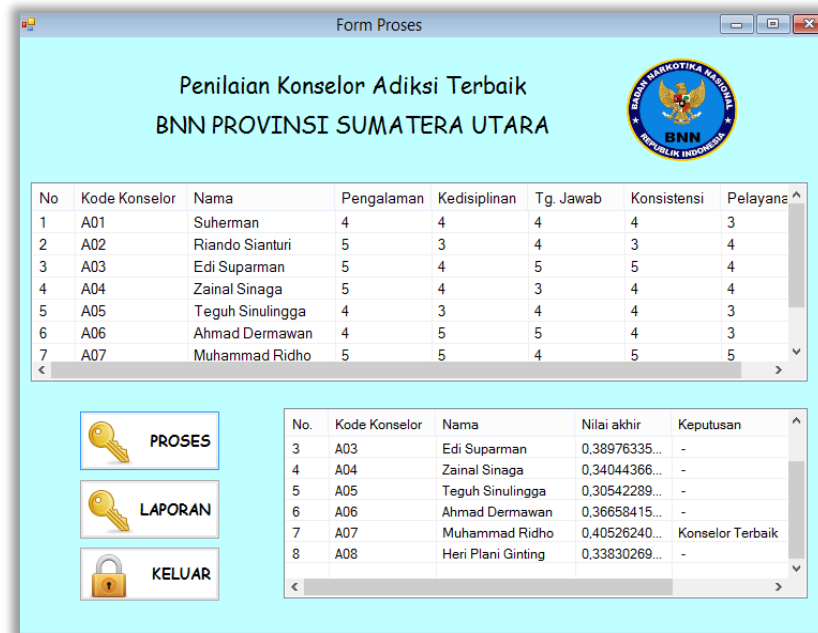 Form Proses
Penilaian Konselor Adiksi Terbaik
BNN PROVINSI SUMATERA UTARA
BADAN NARKOTIKA NASIONAL
BNN
REPUBLIK INDONESIA
No Kode Konselor Nama Pengalaman Kedisiplinan Tg. Jawab Konsistensi Pelayana
1 A01 Suherman 4 4 4 4 3
2 A02 Riando Sianturi 5 3 4 3 4
3 A03 Edi Suparman 5 4 5 5 4
4 A04 Zainal Sinaga 5 4 3 4 4
5 A05 Teguh Sinulingga 4 3 4 4 3
6 A06 Ahmad Dermawan 4 5 5 4 3
7 A07 Muhammad Ridho 5 5 4 5 5
PROSES
LAPORAN
KELUAR
No. Kode Konselor Nama Nilai akhir Keputusan
3 A03 Edi Suparman 0,38976335... -
4 A04 Zainal Sinaga 0,34044366... -
5 A05 Teguh Sinulingga 0,30542289... -
6 A06 Ahmad Dermawan 0,36658415... -
7 A07 Muhammad Ridho 0,40526240... Konselor Terbaik
8 A08 Heri Plani Ginting 0,33830269... -